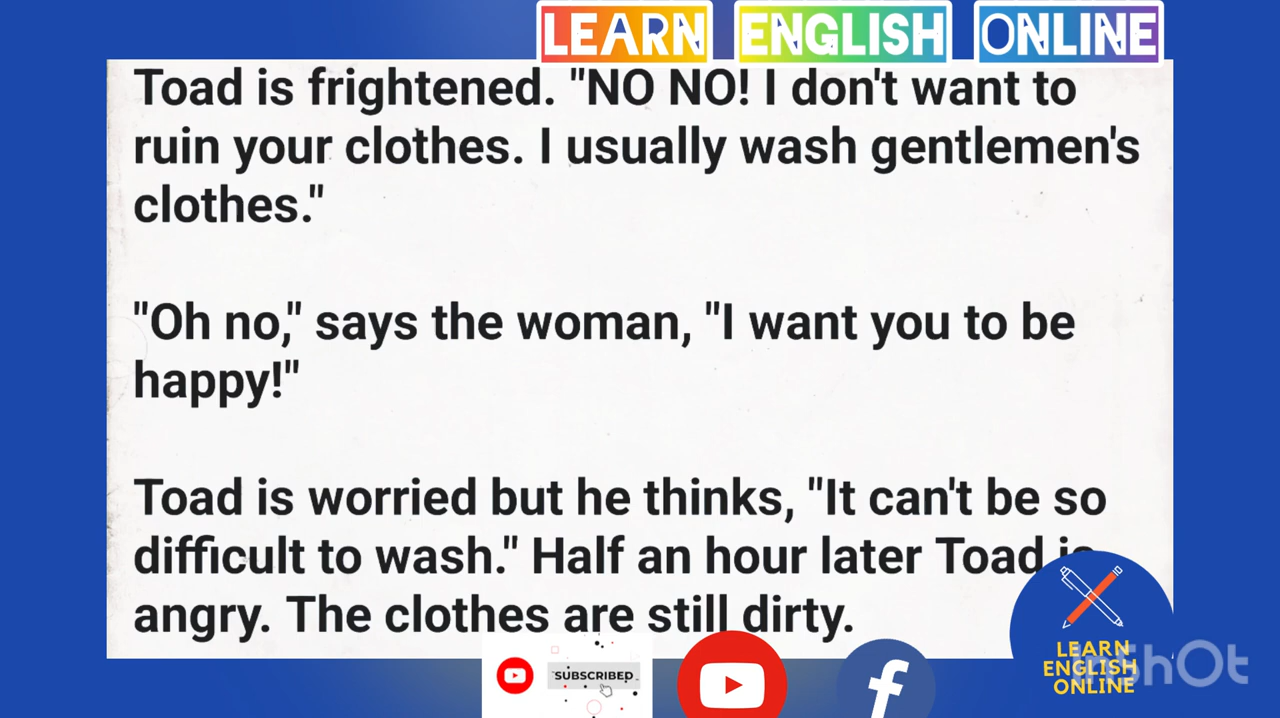 LEARN ENGLISH ONLINE
Toad is frightened. "NO NO! I don't want to
ruin your clothes. I usually wash gentlemen's
clothes."
"Oh no," says the woman, "I want you to be
happy!"
Toad is worried but he thinks, "It can't be so
difficult to wash." Half an hour later Toad is
angry. The clothes are still dirty.
SUBSCRIBED
LEARN
ENGLISH
ONLINE
InShOt